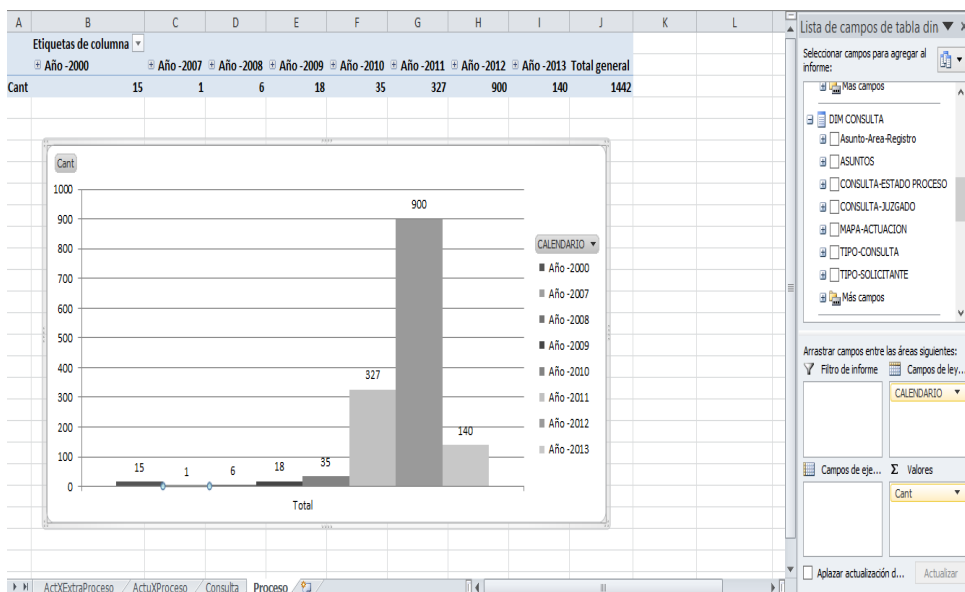 A B C D E F G H I J K L
Etiquetas de columna
Año -2000 Año -2007 Año -2008 Año -2009 Año -2010 Año -2011 Año -2012 Año -2013 Total general
Cant 15 1 6 18 35 327 900 140 1442
Cant
1000
900
800
700
600
500
400
300
200
100
0
15
1
6
18
35
327
900
140
Total
CALENDARIO
Año -2000
Año -2007
Año -2008
Año -2009
Año -2010
Año -2011
Año -2012
Año -2013
ActXExtraProceso ActuXProceso Consulta Proceso
Lista de campos de tabla din
Seleccionar campos para agregar al
informe:
Más campos
DIM CONSULTA
Asunto-Area-Registro
ASUNTOS
CONSULTA-ESTADO PROCESO
CONSULTA-JUZGADO
MAPA-ACTUACION
TIPO-CONSULTA
TIPO-SOLICITANTE
Más campos
Arrastrar campos entre las áreas siguientes:
Filtro de informe Campos de ley...
CALENDARIO
Campos de eje... Σ Valores
Cant
Aplazar actualización d... Actualizar